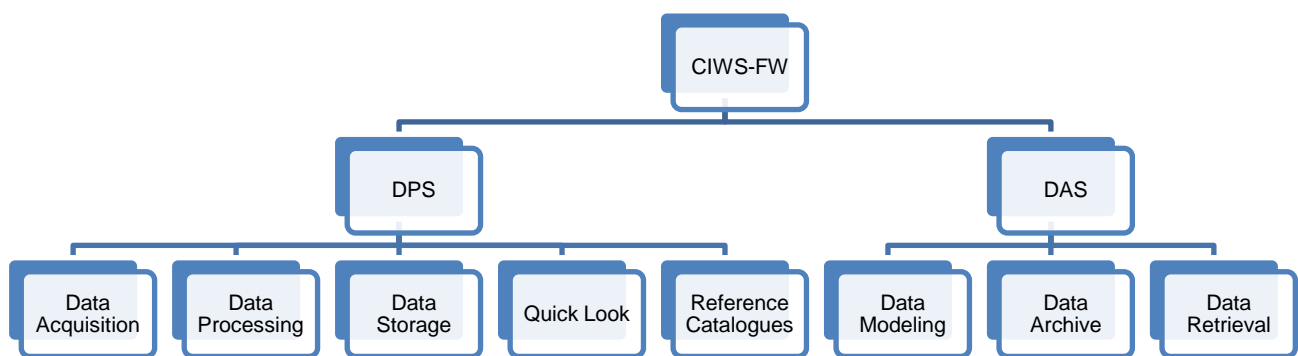 CIWS-FW
DPS
DAS
Data
Acquisition
Data
Processing
Data
Storage
Quick Look
Reference
Catalogues
Data
Modeling
Data
Archive
Data
Retrieval